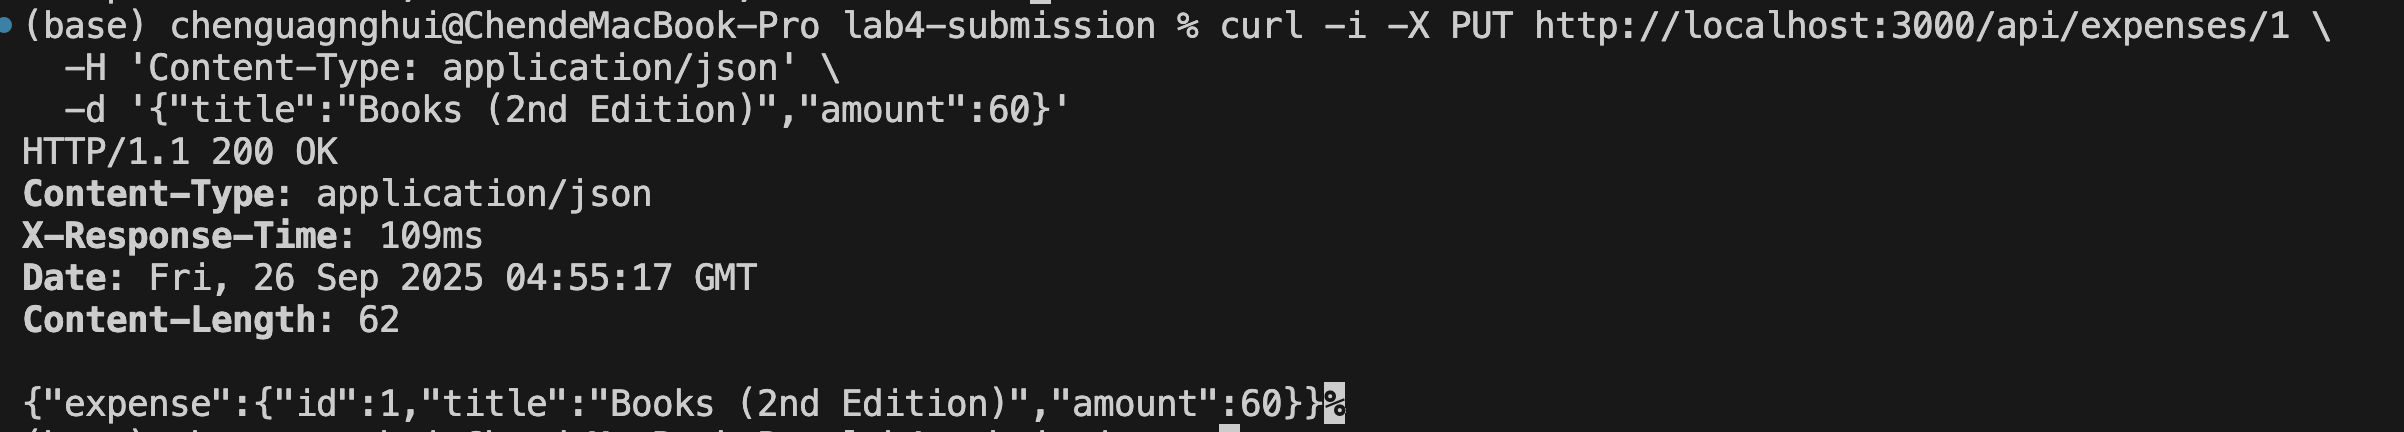 (base) chenguagnghui@ChendeMacBook-Pro lab4-submission % curl -i -X PUT http://localhost:3000/api/expenses/1 \
  -H 'Content-Type: application/json' \
  -d '{"title":"Books (2nd Edition)","amount":60}'
HTTP/1.1 200 OK
Content-Type: application/json
X-Response-Time: 109ms
Date: Fri, 26 Sep 2025 04:55:17 GMT
Content-Length: 62

{"expense":{"id":1,"title":"Books (2nd Edition)","amount":60}}%